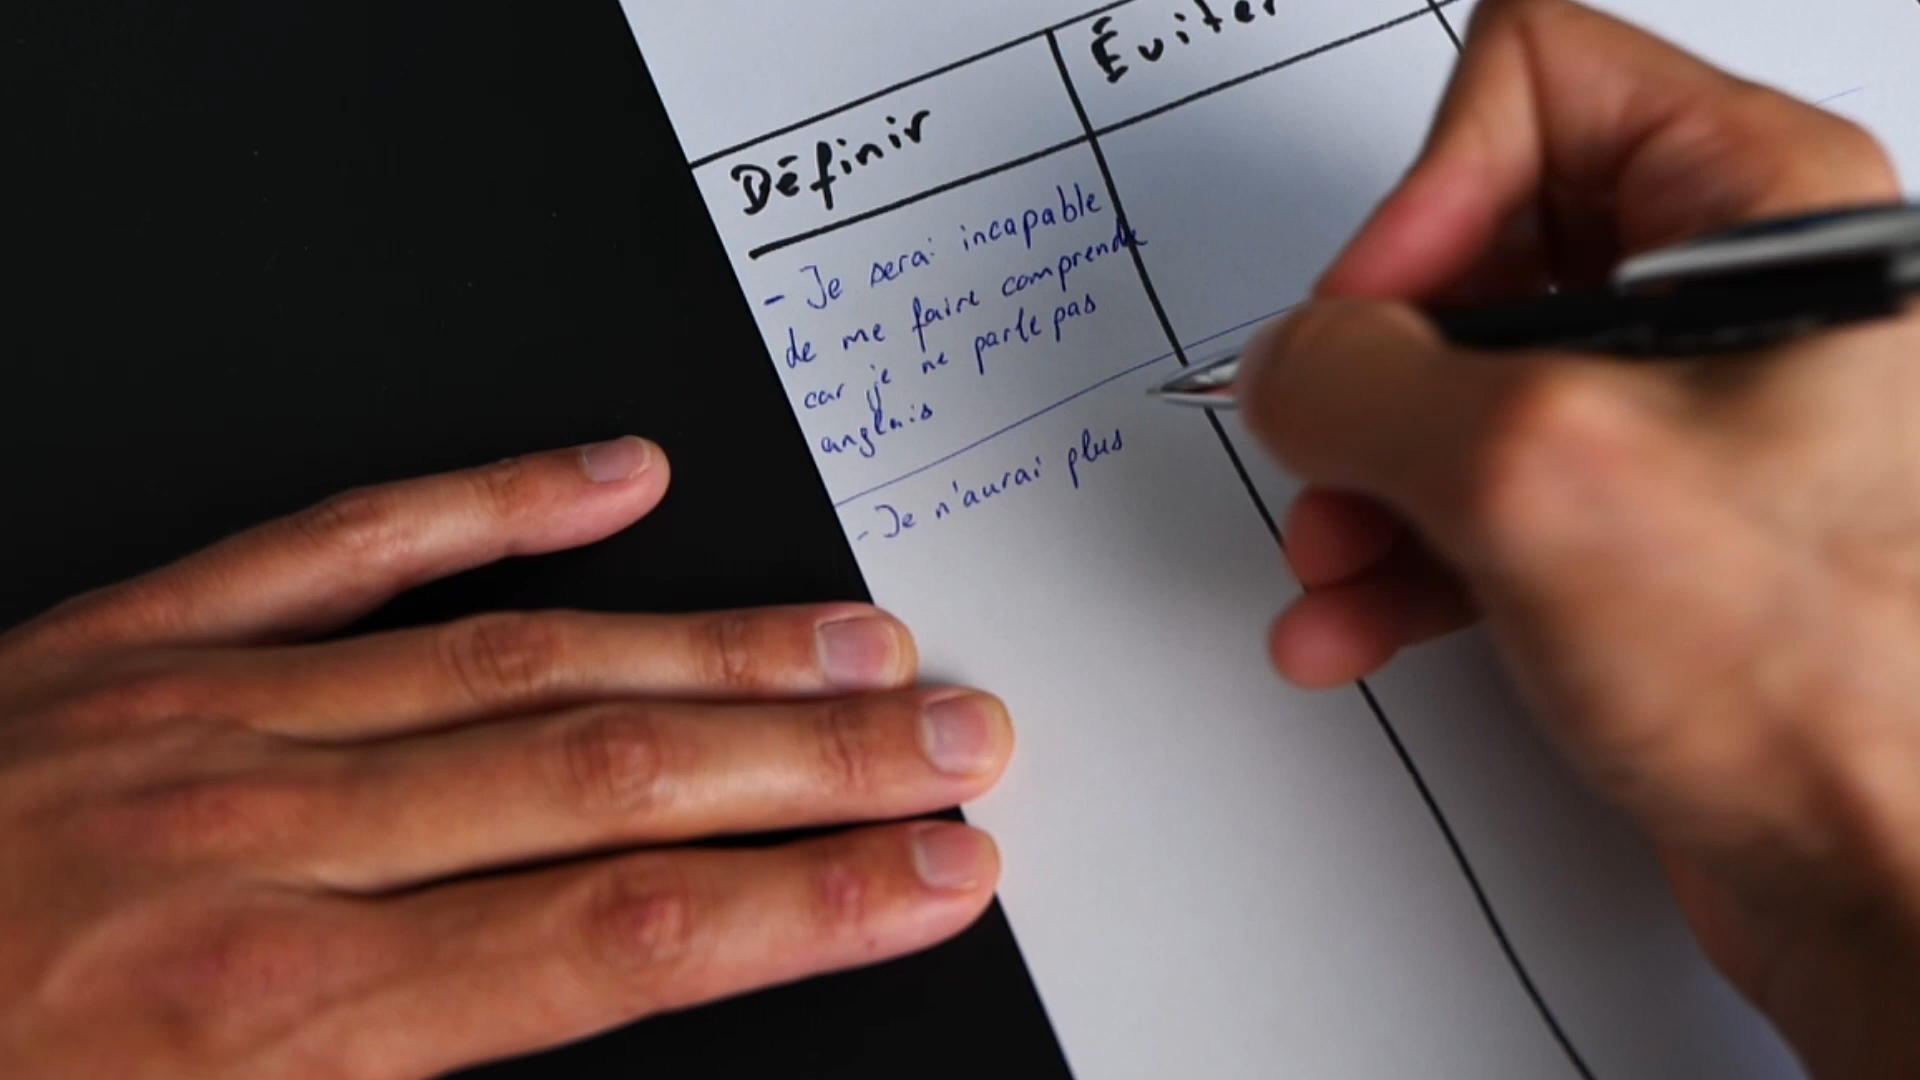 Définir
Éviter
- Je serai incapable
de me faire comprendre
car je ne parle pas
anglais
- Je n'aurai plus